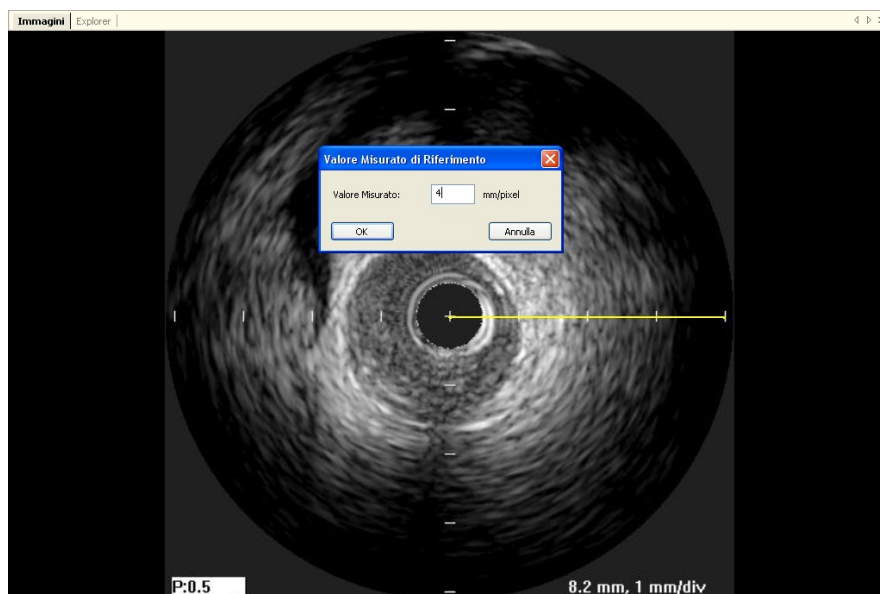 Immagini Explorer
Valore Misurato di Riferimento
Valore Misurato: 4 mm/pixel
OK Annulla
P:0.5 8.2 mm, 1 mm/div